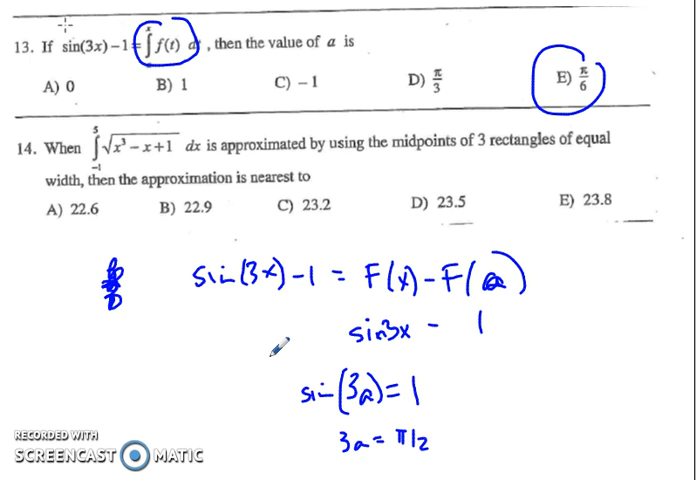 13. If sin(3x) – 1 = ∫ˣ f(t) dt, then the value of a is
A) 0 B) 1 C) – 1 D) π/3 E) π/6
14. When ∫₋₁⁵ √(x³ – x + 1) dx is approximated by using the midpoints of 3 rectangles of equal
width, then the approximation is nearest to
A) 22.6 B) 22.9 C) 23.2 D) 23.5 E) 23.8
sin(3x) – 1 = F(x) – F(a)
sin3x – 1
sin(3a) = 1
3a = π/2
RECORDED WITH
SCREENCAST MATIC